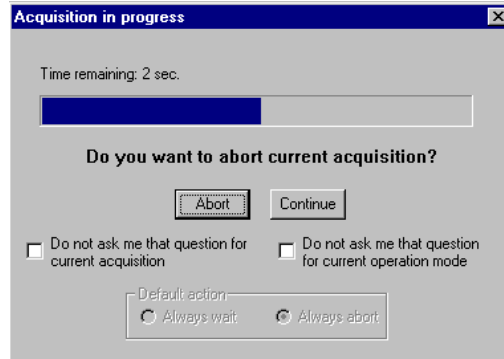 Acquisition in progress
Time remaining: 2 sec.
Do you want to abort current acquisition?
Abort Continue
Do not ask me that question for Do not ask me that question
current acquisition for current operation mode
Default action
Always wait Always abort